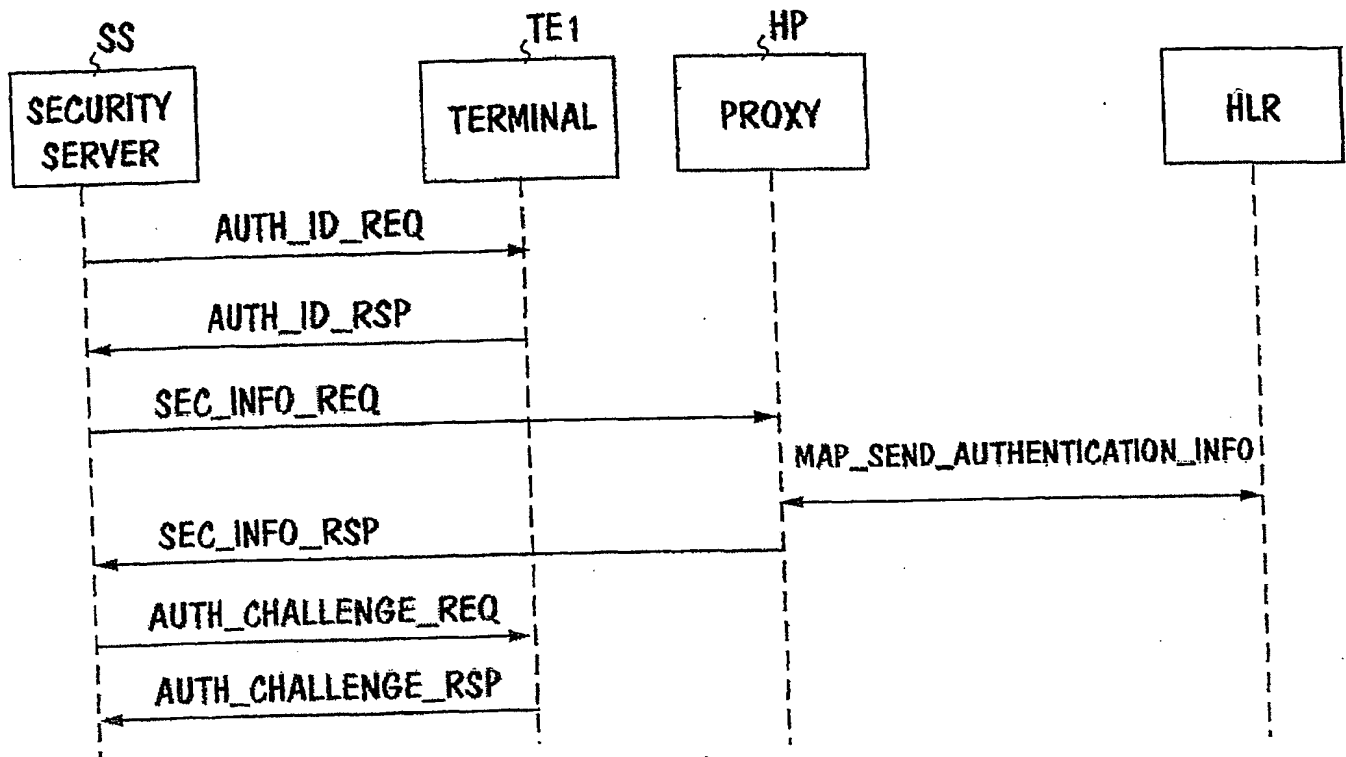 SS
TE1
HP
SECURITY
SERVER
TERMINAL
PROXY
HLR
AUTH_ID_REQ
AUTH_ID_RSP
SEC_INFO_REQ
MAP_SEND_AUTHENTICATION_INFO
SEC_INFO_RSP
AUTH_CHALLENGE_REQ
AUTH_CHALLENGE_RSP